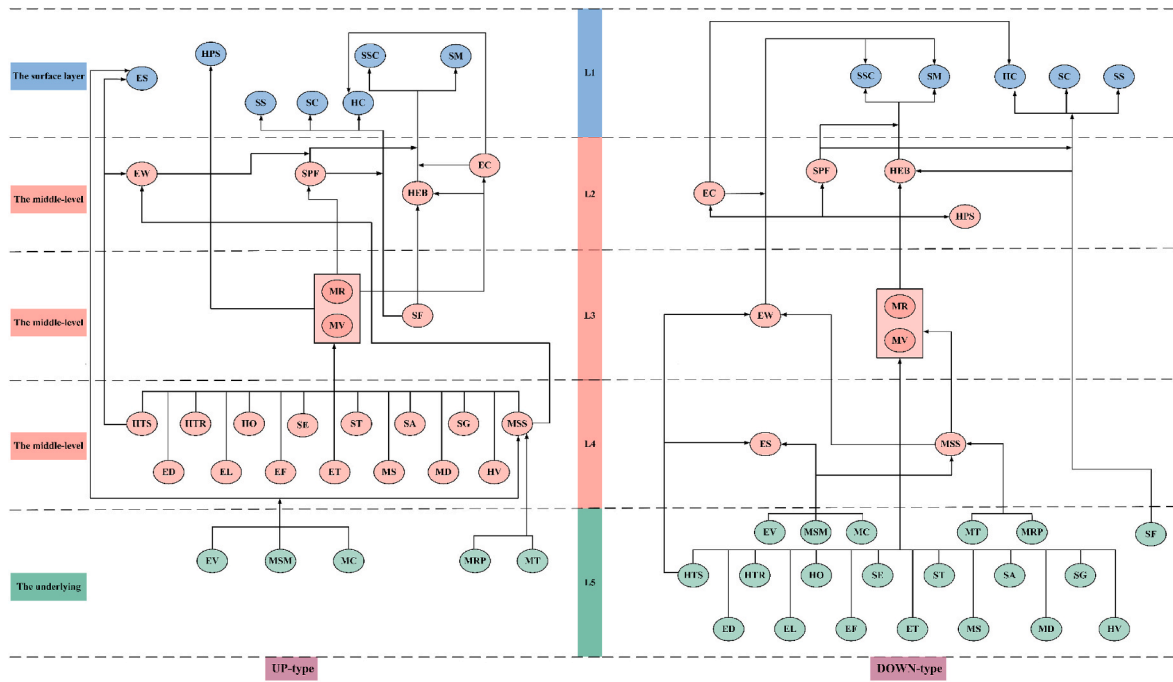 The surface layer
HPS
ES
SSC
SM
SS
SC
HC
L1
SSC
SM
HC
SC
SS
The middle-level
EW
SPF
HEB
EC
L2
EC
SPF
HEB
HPS
The middle-level
MR
MV
SF
L3
EW
MR
MV
The middle-level
HTS
HTR
HO
SE
ST
SA
SG
MSS
ED
EL
EF
ET
MS
MD
HV
L4
ES
MSS
The underlying
EV
MSM
MC
MRP
MT
L5
EV
MSM
MC
MT
MRP
SF
HTS
HTR
HO
SE
ST
SA
SG
ED
EL
EF
ET
MS
MD
HV
UP-type
DOWN-type